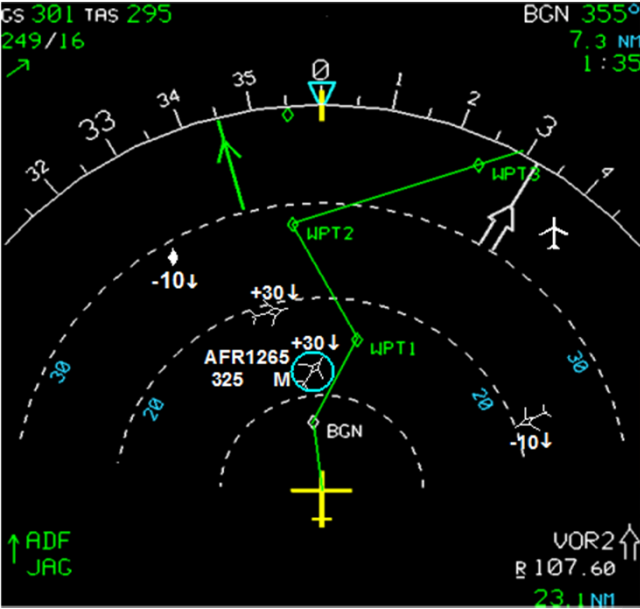 GS 301 TAS 295
BGN 355°
249/16
7.3 NM
1:35
32
33
34
35
0
1
2
3
4
WPT3
WPT2
-10↓
+30↓
+30↓
WPT1
AFR1265
325 M
30
20
20
30
-10↓
BGN
ADF
JAG
VOR2
R 107.60
23.1NM